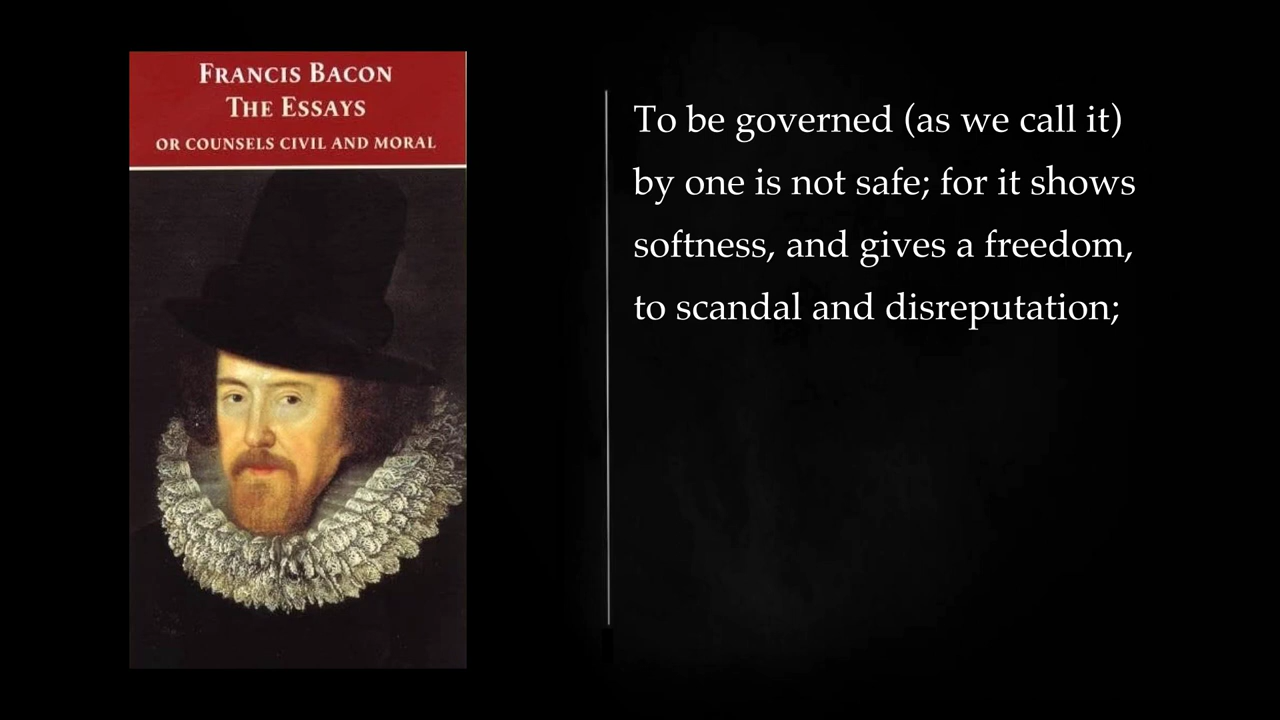 FRANCIS BACON
THE ESSAYS
OR COUNSELS CIVIL AND MORAL
To be governed (as we call it)
by one is not safe; for it shows
softness, and gives a freedom,
to scandal and disreputation;